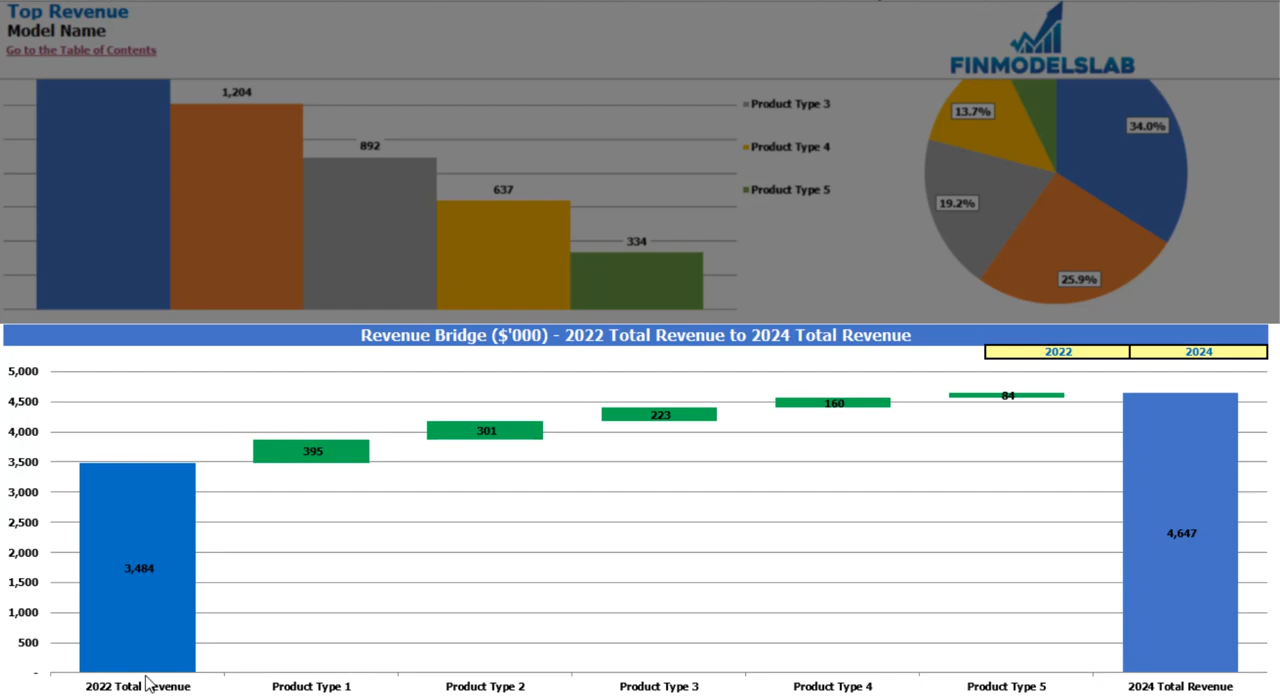 Top Revenue
Model Name
Go to the Table of Contents
FINMODELSLAB
1,204
892
637
334
Product Type 3
Product Type 4
Product Type 5
13.7%
34.0%
19.2%
25.9%
Revenue Bridge ($'000) - 2022 Total Revenue to 2024 Total Revenue
2022 2024
5,000
4,500
4,000
3,500
3,000
2,500
2,000
1,500
1,000
500
-
3,484
395
301
223
160
84
4,647
2022 Total Revenue
Product Type 1
Product Type 2
Product Type 3
Product Type 4
Product Type 5
2024 Total Revenue